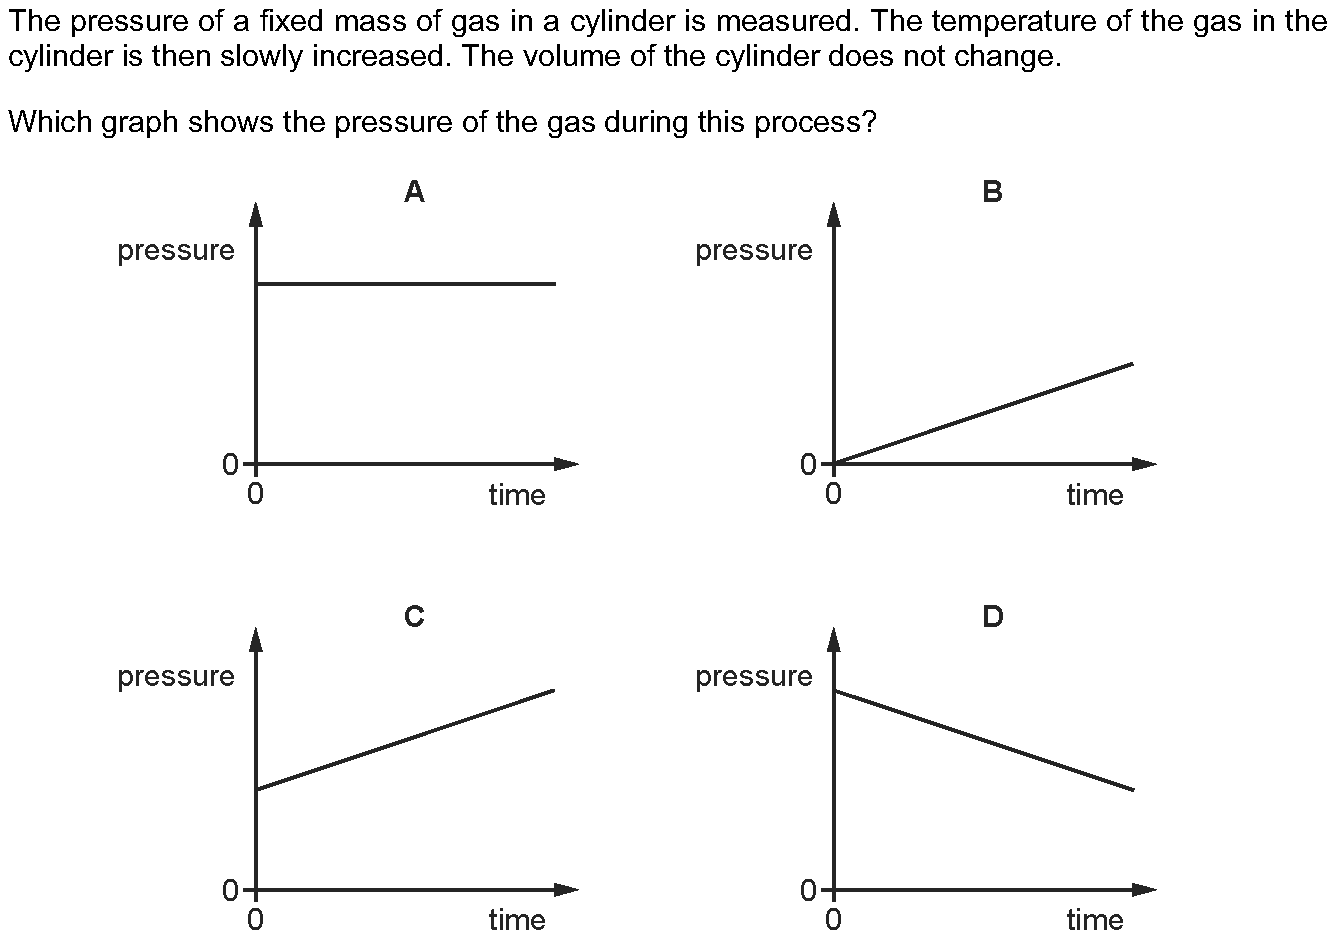 The pressure of a fixed mass of gas in a cylinder is measured. The temperature of the gas in the
cylinder is then slowly increased. The volume of the cylinder does not change.
Which graph shows the pressure of the gas during this process?
A
pressure
0
0
time
B
pressure
0
0
time
C
pressure
0
0
time
D
pressure
0
0
time